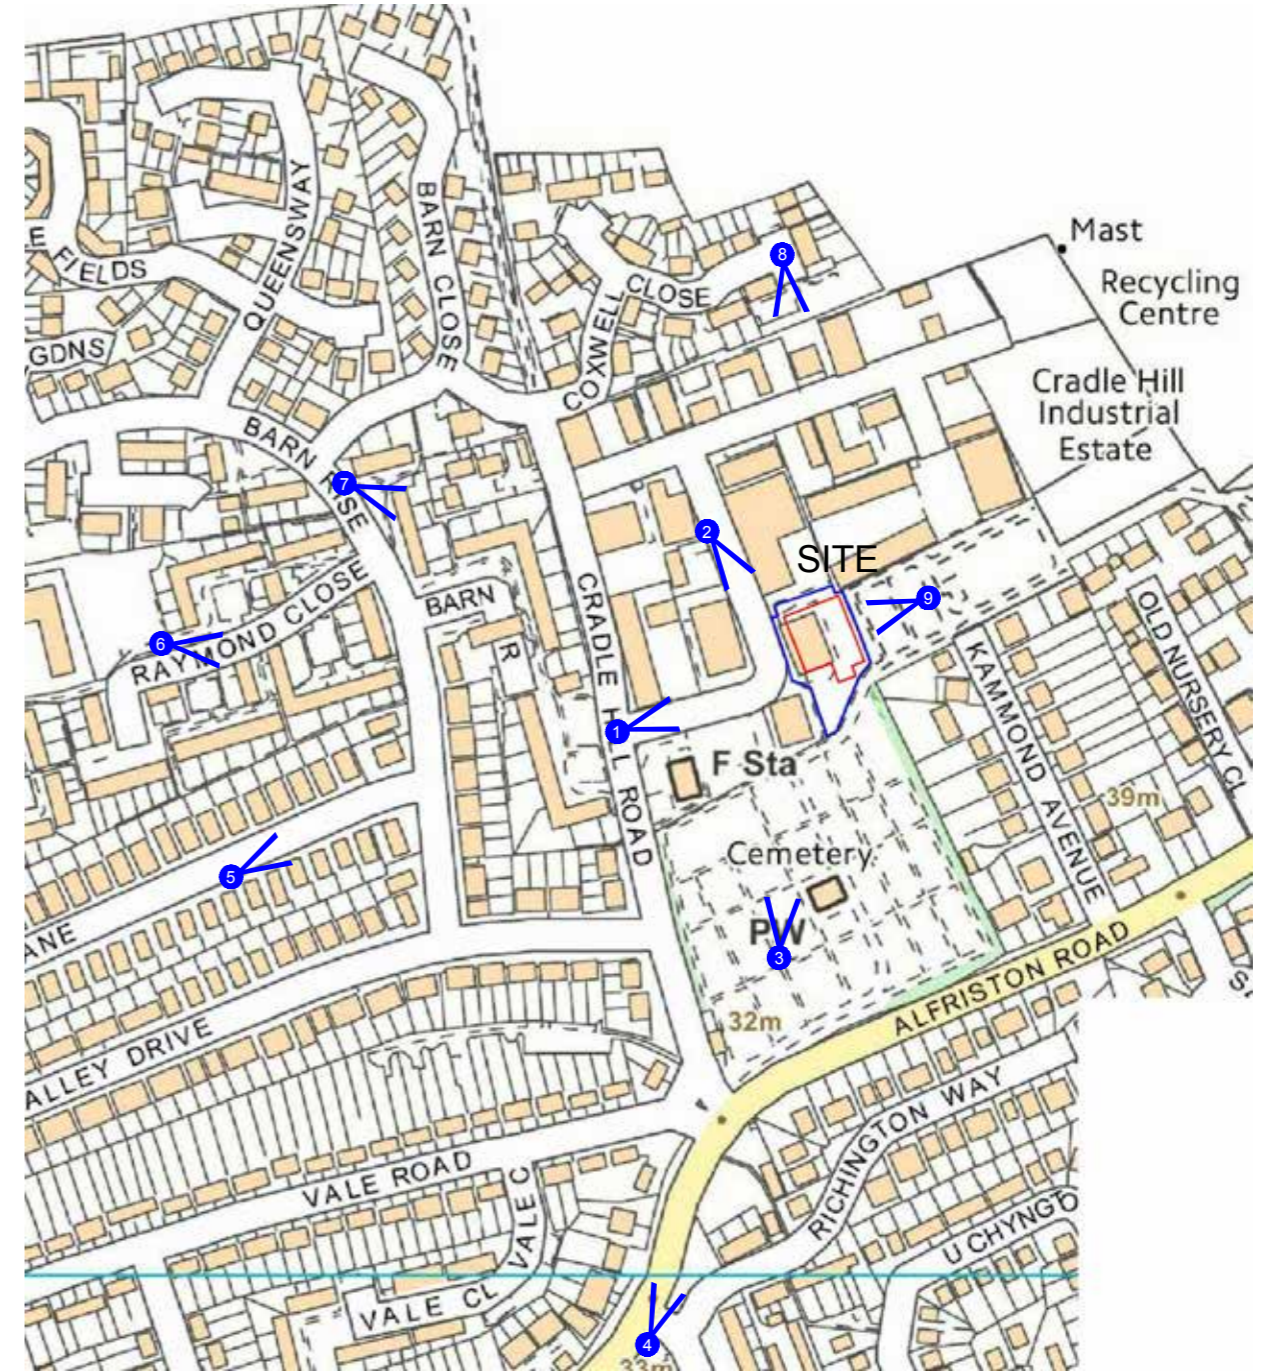 BARN CLOSE
QUEENSWAY
E FIELDS
GDNS
8
COXWELL CLOSE
Mast
Recycling
Centre
Cradle Hill
Industrial
Estate
BARN RISE
7
2
SITE
9
CRADLE HILL ROAD
BARN
R
6
RAYMOND CLOSE
OLD NURSERY CL
KAMMOND AVENUE
1
F Sta
39m
Cemetery
5
PW
3
ANE
32m
ALFRISTON ROAD
ALLEY DRIVE
RICHINGTON WAY
VALE ROAD
VALE C
UCHYNGTO
VALE CL
4
33m